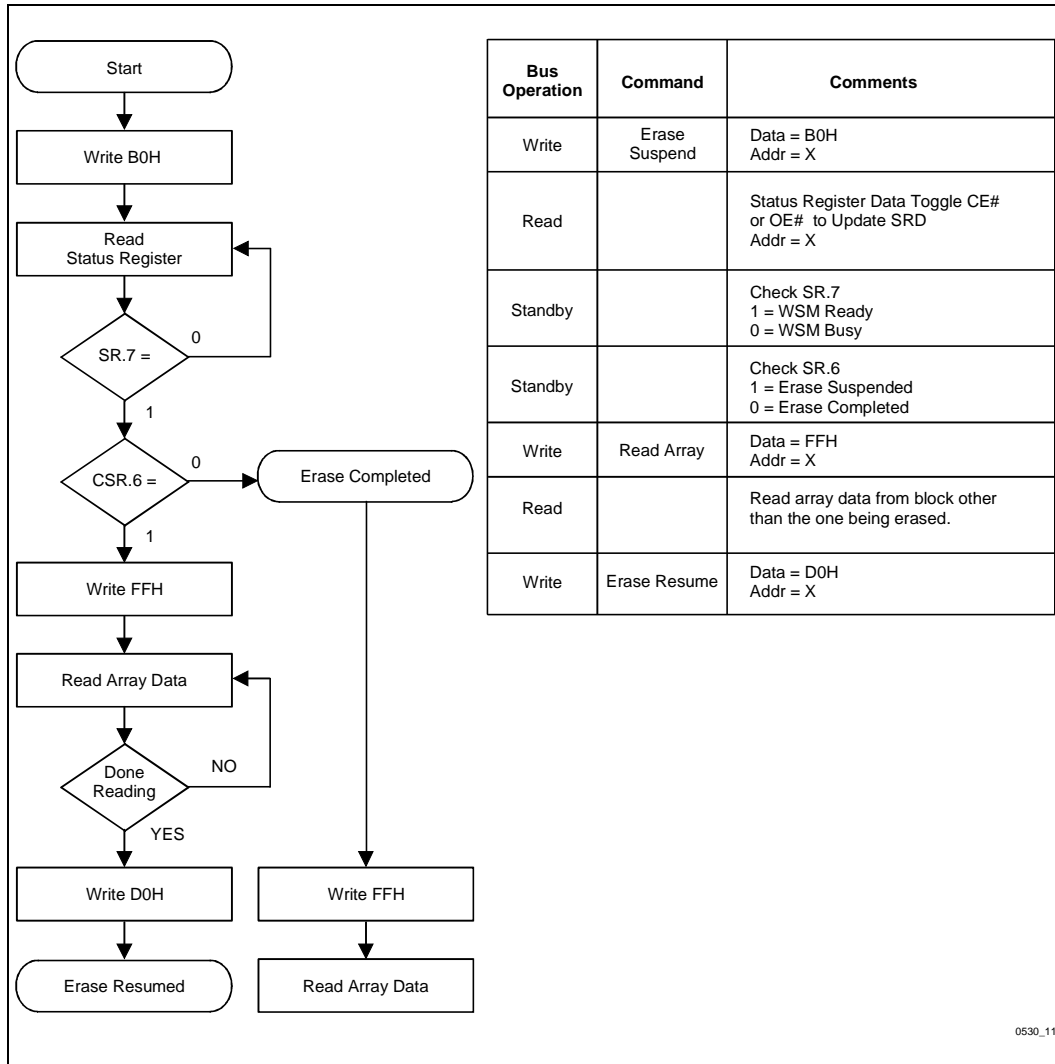 Start
Write B0H
Read
Status Register
SR.7 =
0
1
CSR.6 =
0
1
Erase Completed
Write FFH
Read Array Data
Done
Reading
NO
YES
Write D0H
Erase Resumed
Write FFH
Read Array Data
Bus
Operation
Command
Comments
Write
Erase
Suspend
Data = B0H
Addr = X
Read
Status Register Data Toggle CE#
or OE# to Update SRD
Addr = X
Standby
Check SR.7
1 = WSM Ready
0 = WSM Busy
Standby
Check SR.6
1 = Erase Suspended
0 = Erase Completed
Write
Read Array
Data = FFH
Addr = X
Read
Read array data from block other
than the one being erased.
Write
Erase Resume
Data = D0H
Addr = X
0530_11